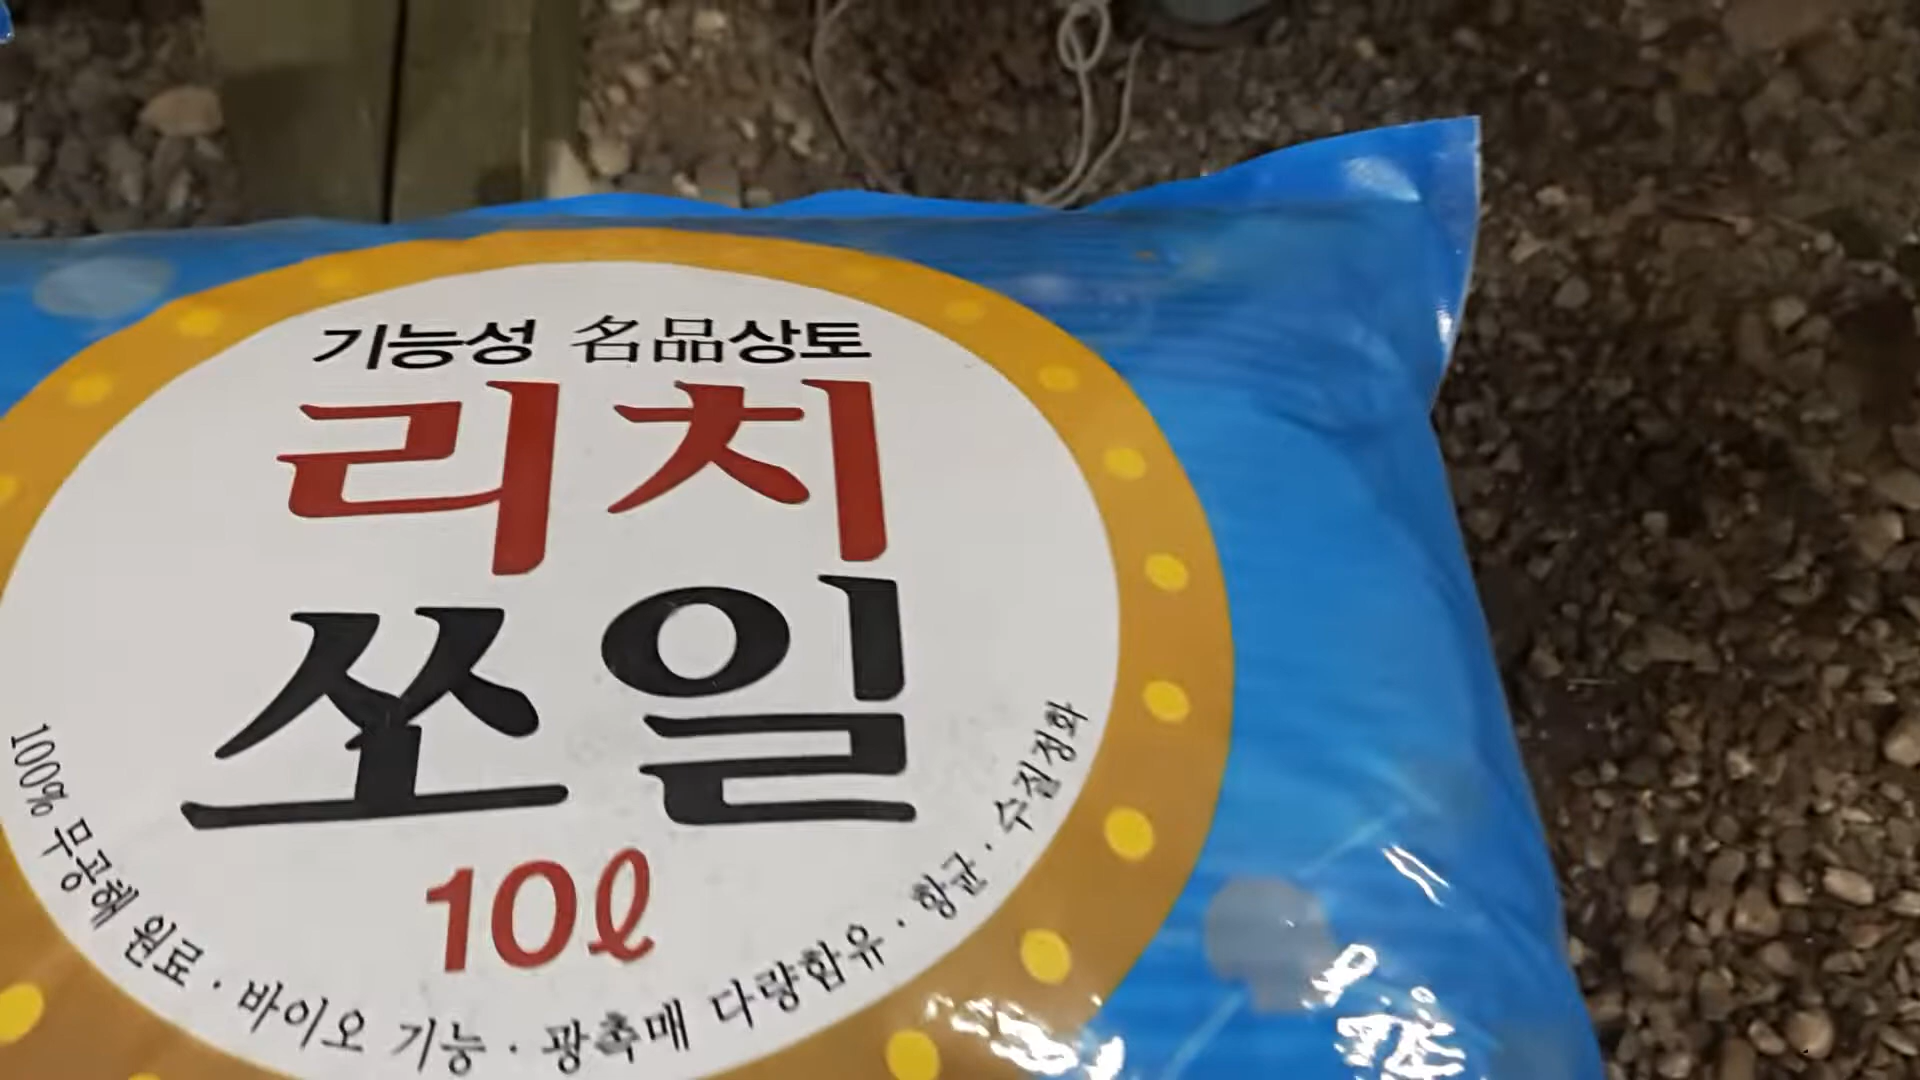 기능성 名品상토
리치
쏘일
10ℓ
100% 무공해 원료 · 바이오 기능 · 광촉매 다량함유 · 항균 · 수질정화